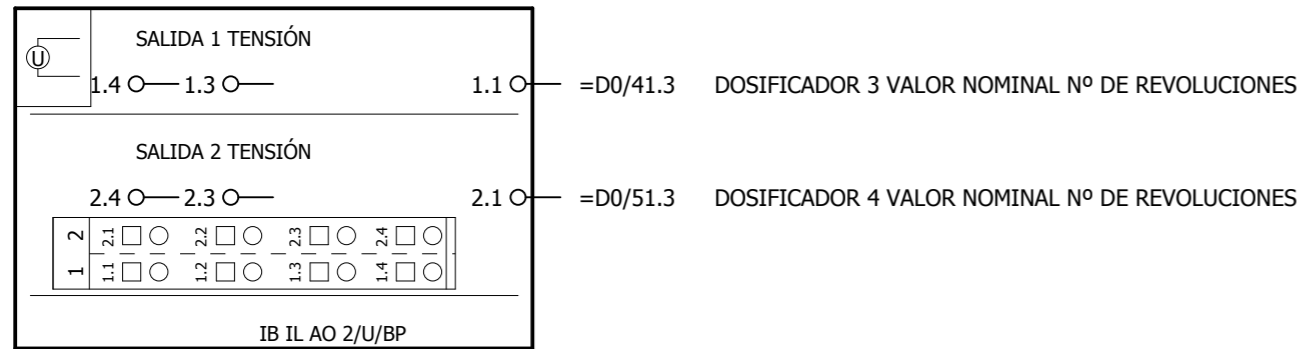 SALIDA 1 TENSIÓN
U
1.4 1.3 1.1 =D0/41.3 DOSIFICADOR 3 VALOR NOMINAL Nº DE REVOLUCIONES
SALIDA 2 TENSIÓN
2.4 2.3 2.1 =D0/51.3 DOSIFICADOR 4 VALOR NOMINAL Nº DE REVOLUCIONES
2 2.1 2.2 2.3 2.4
1 1.1 1.2 1.3 1.4
IB IL AO 2/U/BP